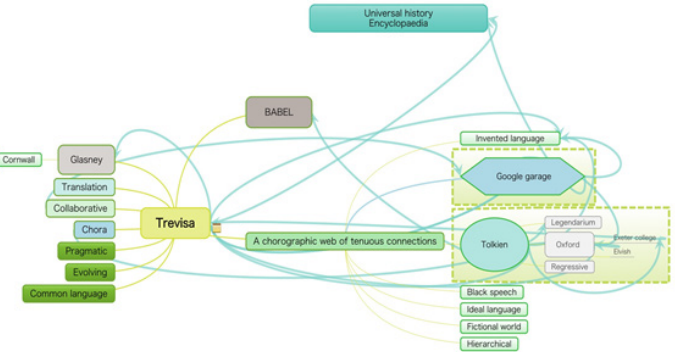 Universal history
Encyclopaedia
BABEL
Invented language
Cornwall
Glasney
Google garage
Translation
Collaborative
Trevisa
Legendarium
Chora
A chorographic web of tenuous connections
Tolkien
Oxford
Exeter college
Pragmatic
Elvish
Evolving
Regressive
Common language
Black speech
Ideal language
Fictional world
Hierarchical